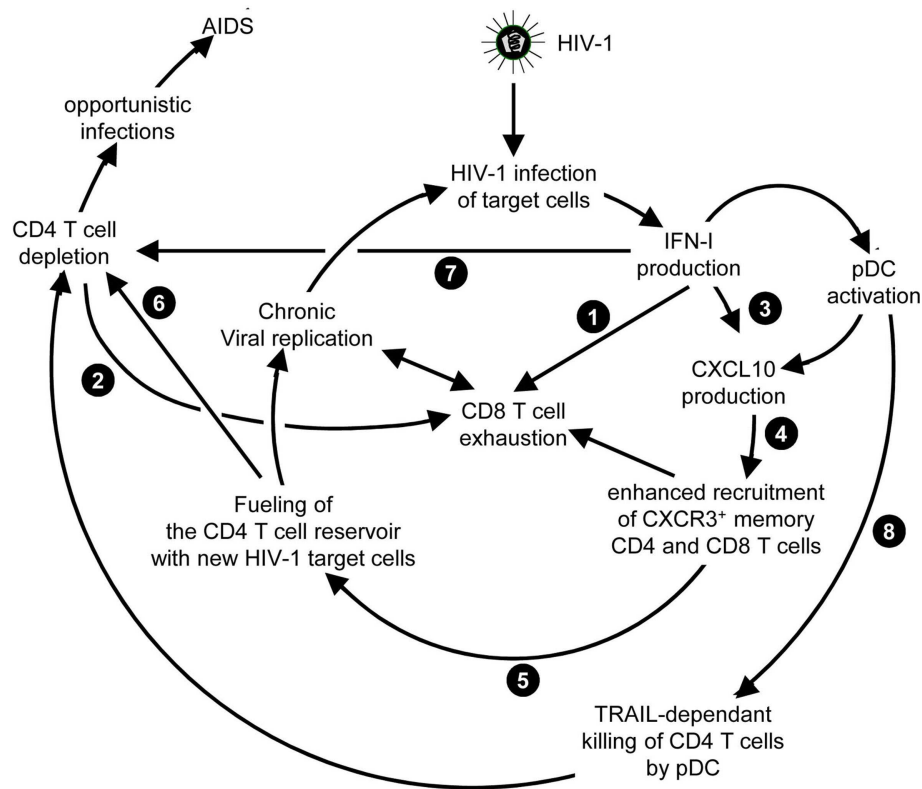 AIDS
HIV-1
opportunistic
infections
HIV-1 infection
of target cells
CD4 T cell
depletion
IFN-I
production
pDC
activation
7
6
1
3
Chronic
Viral replication
2
CXCL10
production
CD8 T cell
exhaustion
4
Fueling of
the CD4 T cell reservoir
with new HIV-1 target cells
enhanced recruitment
of CXCR3+ memory
CD4 and CD8 T cells
8
5
TRAIL-dependant
killing of CD4 T cells
by pDC